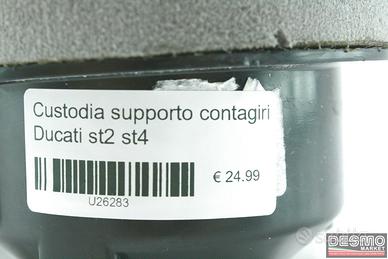 Custodia supporto contagiri
Ducati st2 st4
€ 24.99
U26283
DESMO
MARKET